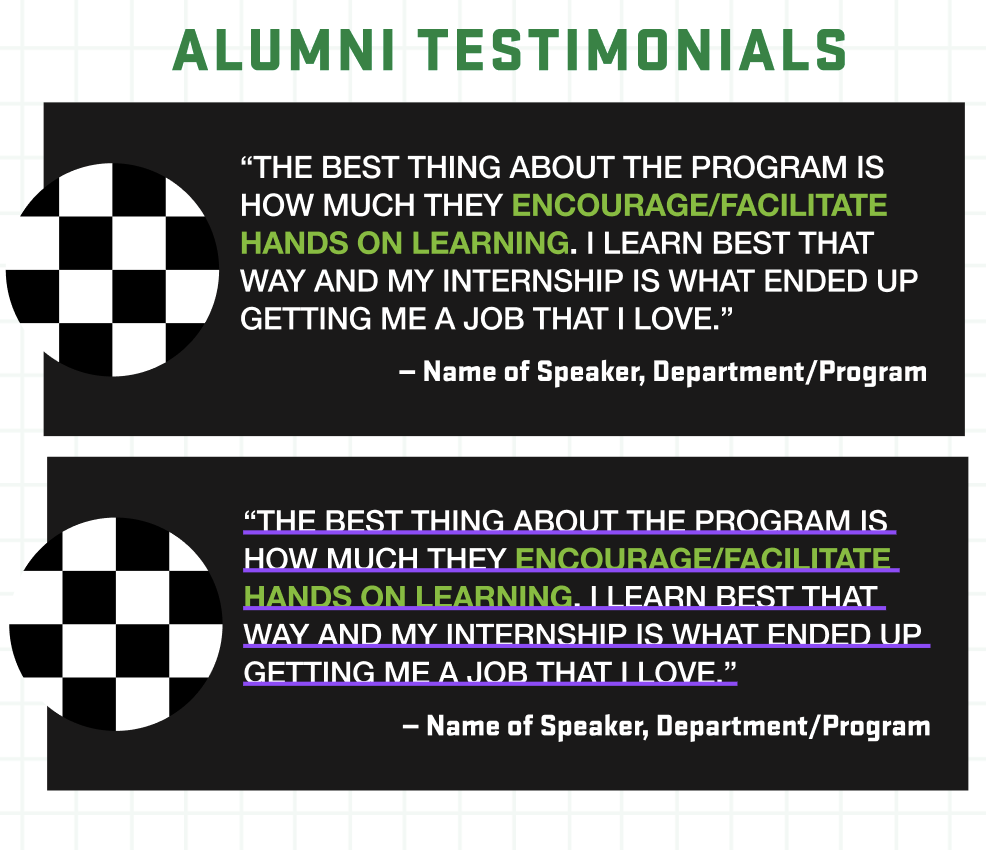 ALUMNI TESTIMONIALS
“THE BEST THING ABOUT THE PROGRAM IS
HOW MUCH THEY ENCOURAGE/FACILITATE
HANDS ON LEARNING. I LEARN BEST THAT
WAY AND MY INTERNSHIP IS WHAT ENDED UP
GETTING ME A JOB THAT I LOVE.”
– Name of Speaker, Department/Program
“THE BEST THING ABOUT THE PROGRAM IS
HOW MUCH THEY ENCOURAGE/FACILITATE
HANDS ON LEARNING. I LEARN BEST THAT
WAY AND MY INTERNSHIP IS WHAT ENDED UP
GETTING ME A JOB THAT I LOVE.”
– Name of Speaker, Department/Program